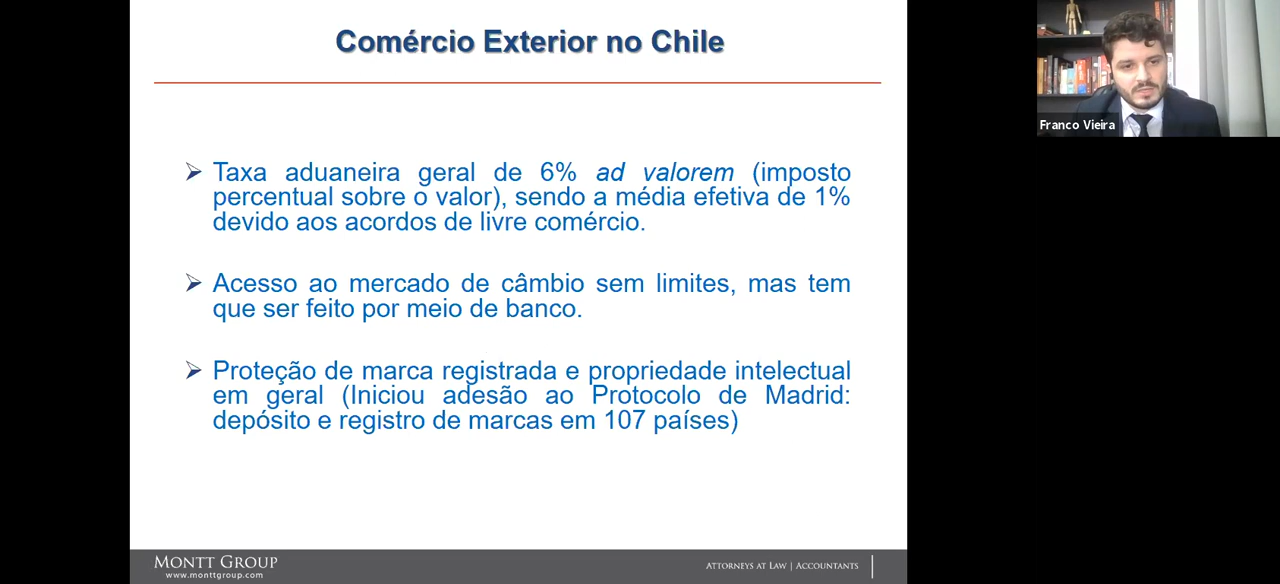 Comércio Exterior no Chile
Franco Vieira
Taxa aduaneira geral de 6% ad valorem (imposto
percentual sobre o valor), sendo a média efetiva de 1%
devido aos acordos de livre comércio.
Acesso ao mercado de câmbio sem limites, mas tem
que ser feito por meio de banco.
Proteção de marca registrada e propriedade intelectual
em geral (Iniciou adesão ao Protocolo de Madrid:
depósito e registro de marcas em 107 países)
MONTT GROUP
www.monttgroup.com
ATTORNEYS AT LAW | ACCOUNTANTS